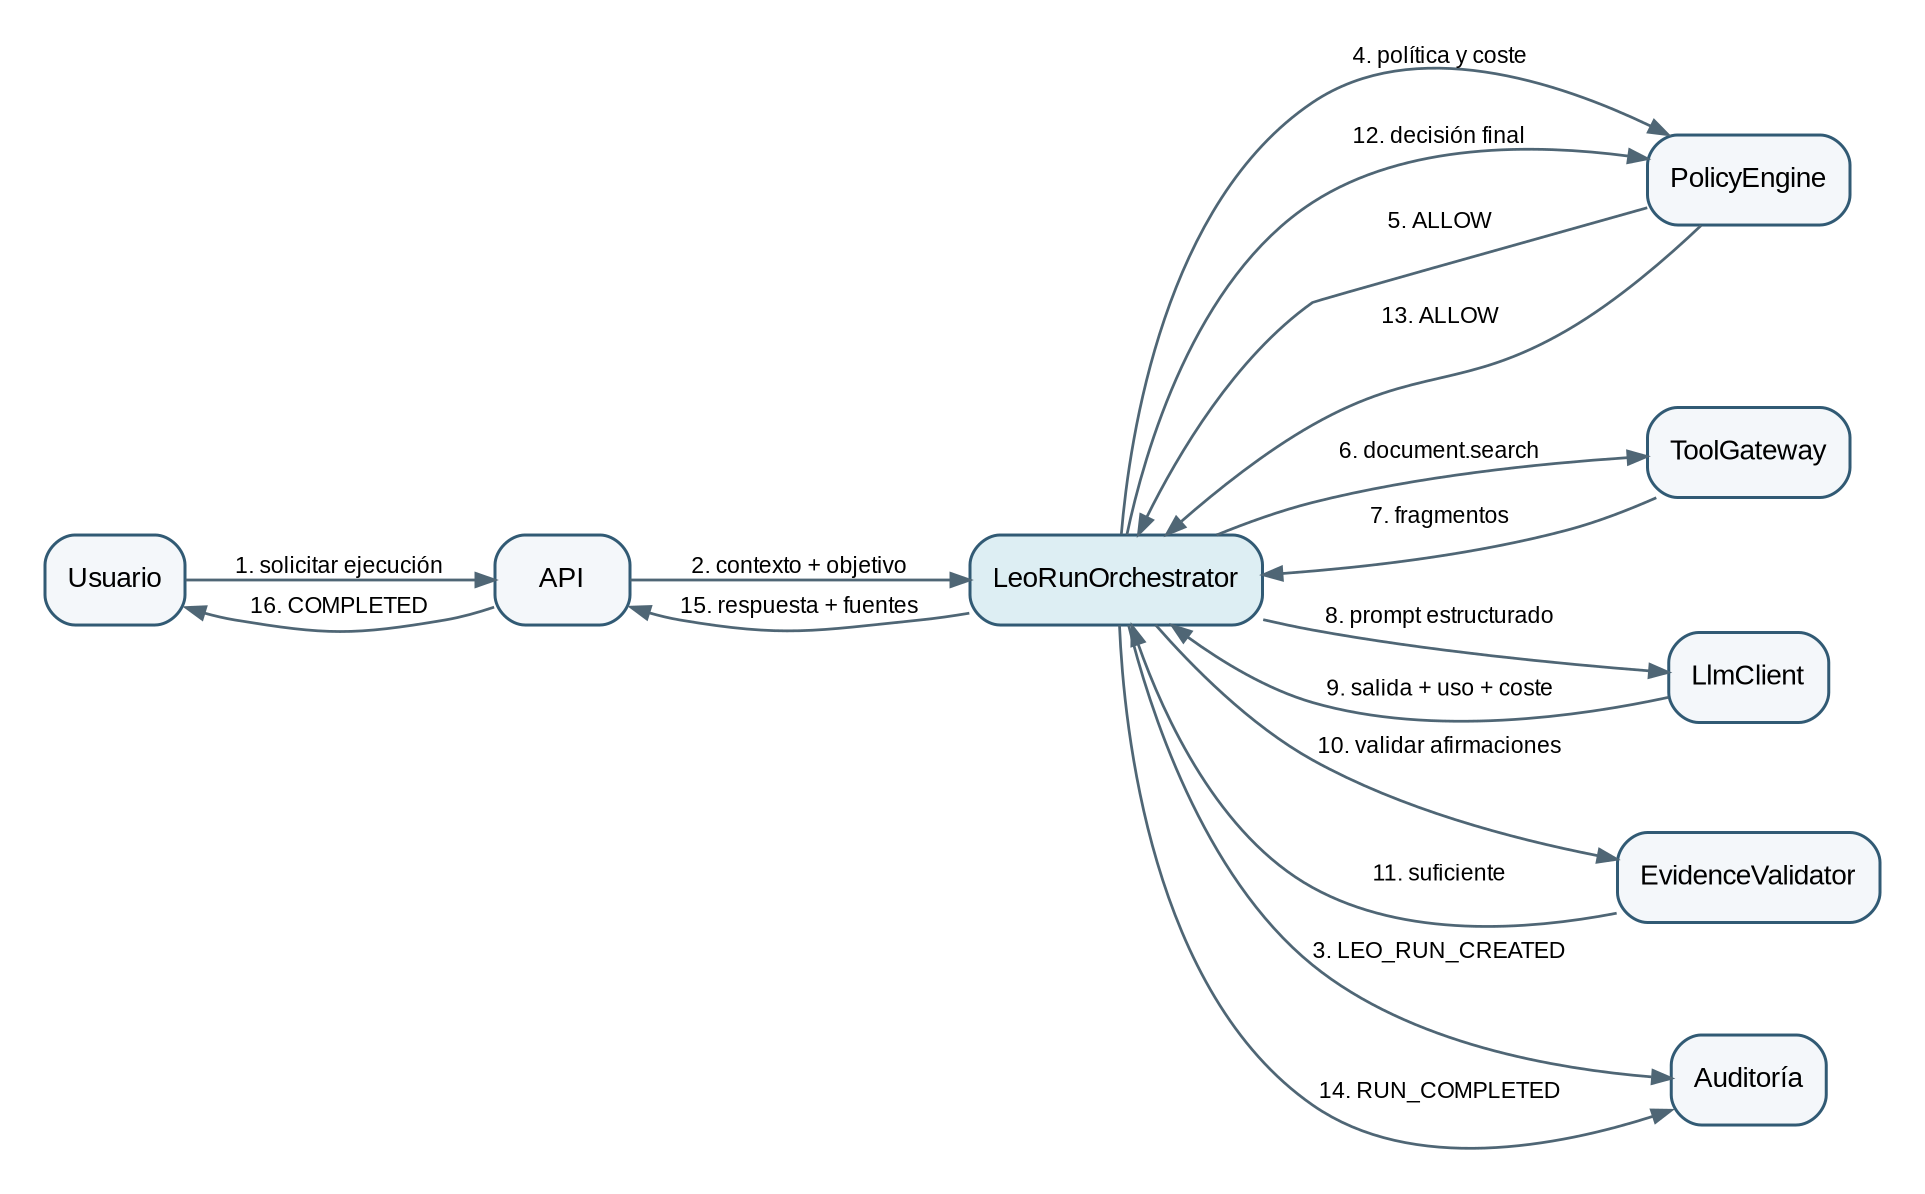 4. política y coste
12. decisión final
PolicyEngine
5. ALLOW
13. ALLOW
6. document.search
ToolGateway
7. fragmentos
Usuario
1. solicitar ejecución
16. COMPLETED
API
2. contexto + objetivo
15. respuesta + fuentes
LeoRunOrchestrator
8. prompt estructurado
LlmClient
9. salida + uso + coste
10. validar afirmaciones
EvidenceValidator
11. suficiente
3. LEO_RUN_CREATED
Auditoría
14. RUN_COMPLETED